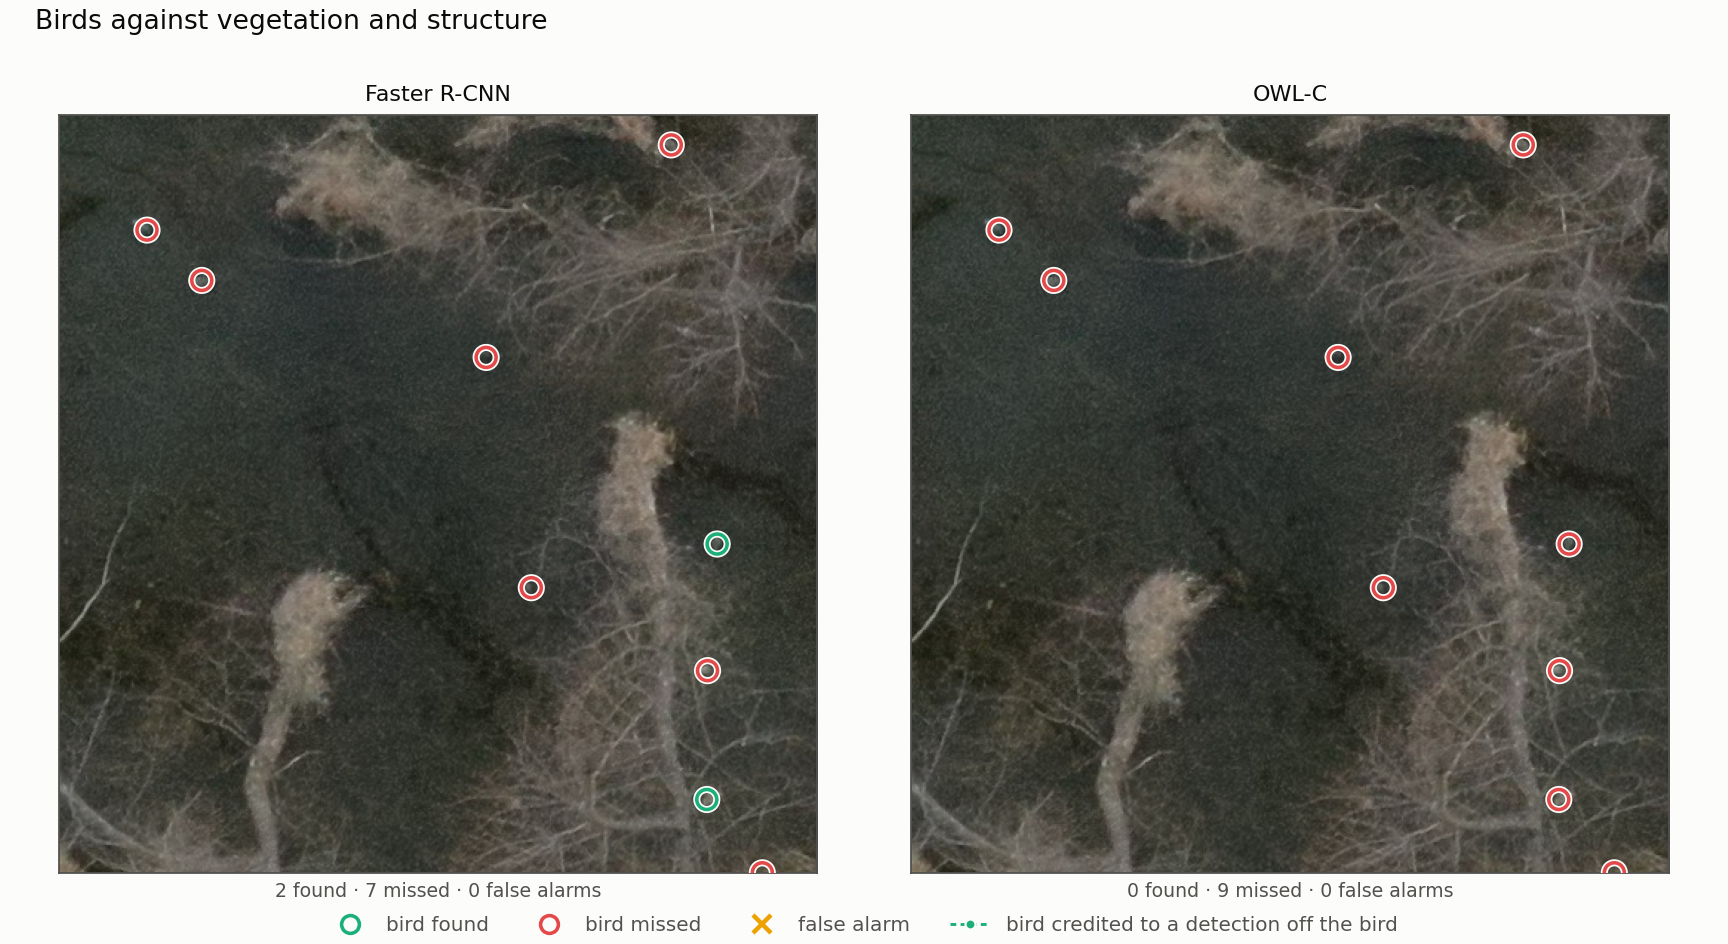 Birds against vegetation and structure
Faster R-CNN
OWL-C
2 found · 7 missed · 0 false alarms
0 found · 9 missed · 0 false alarms
bird found
bird missed
false alarm
bird credited to a detection off the bird